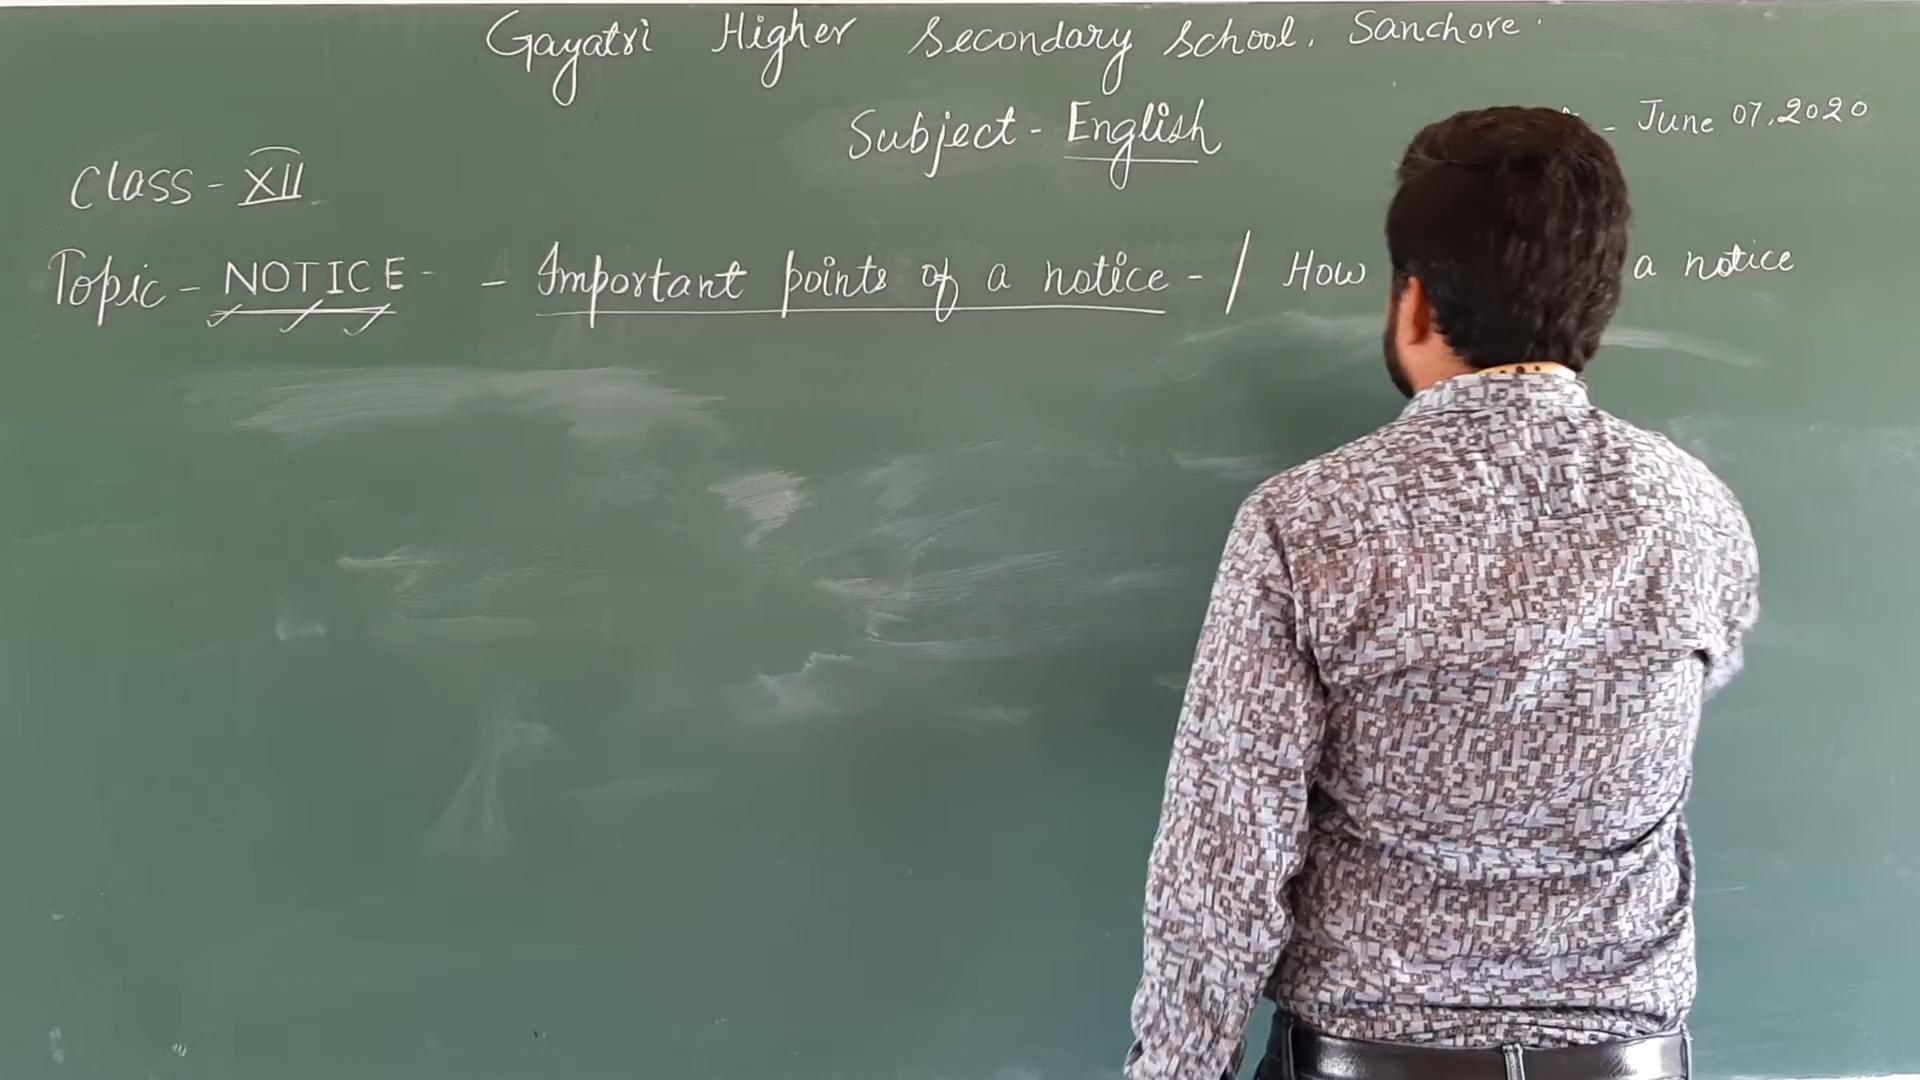 Gayatri Higher Secondary School, Sanchore.
Subject - English
- June 07, 2020
Class - XII
Topic - NOTICE - - Important points of a notice - / How a notice